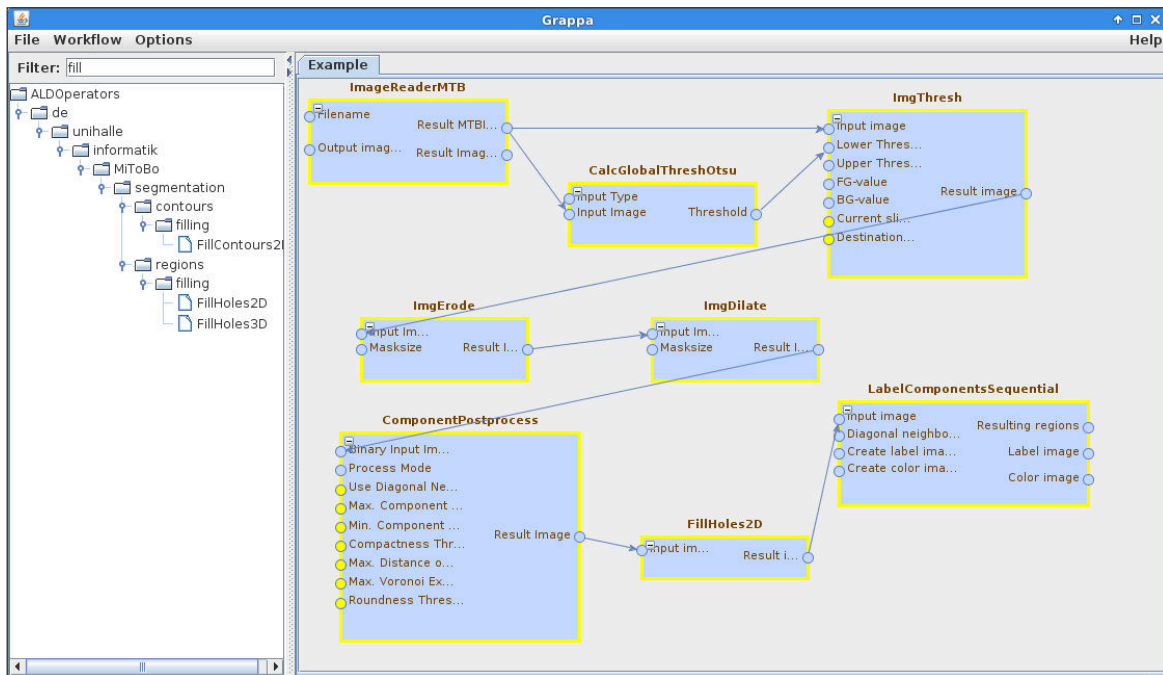 Grappa
File Workflow Options
Help
Filter: fill
ALDOperators
de
unihalle
informatik
MiToBo
segmentation
contours
filling
FillContours2
regions
filling
FillHoles2D
FillHoles3D
Example
ImageReaderMTB
Filename
Result MTBI...
Output imag...
Result Imag...
CalcGlobalThreshOtsu
Input Type
Input Image
Threshold
ImgThresh
Input image
Lower Thres...
Upper Thres...
FG-value
BG-value
Result image
Current sli...
Destination...
ImgErode
Input Im...
Masksize
Result I...
ImgDilate
Input Im...
Masksize
Result I...
ComponentPostprocess
Binary Input Im...
Process Mode
Use Diagonal Ne...
Max. Component ...
Min. Component ...
Result Image
Compactness Thr...
Max. Distance o...
Max. Voronoi Ex...
Roundness Thres...
FillHoles2D
Input im...
Result i...
LabelComponentsSequential
Input image
Resulting regions
Diagonal neighbo...
Create label ima...
Label image
Create color ima...
Color image